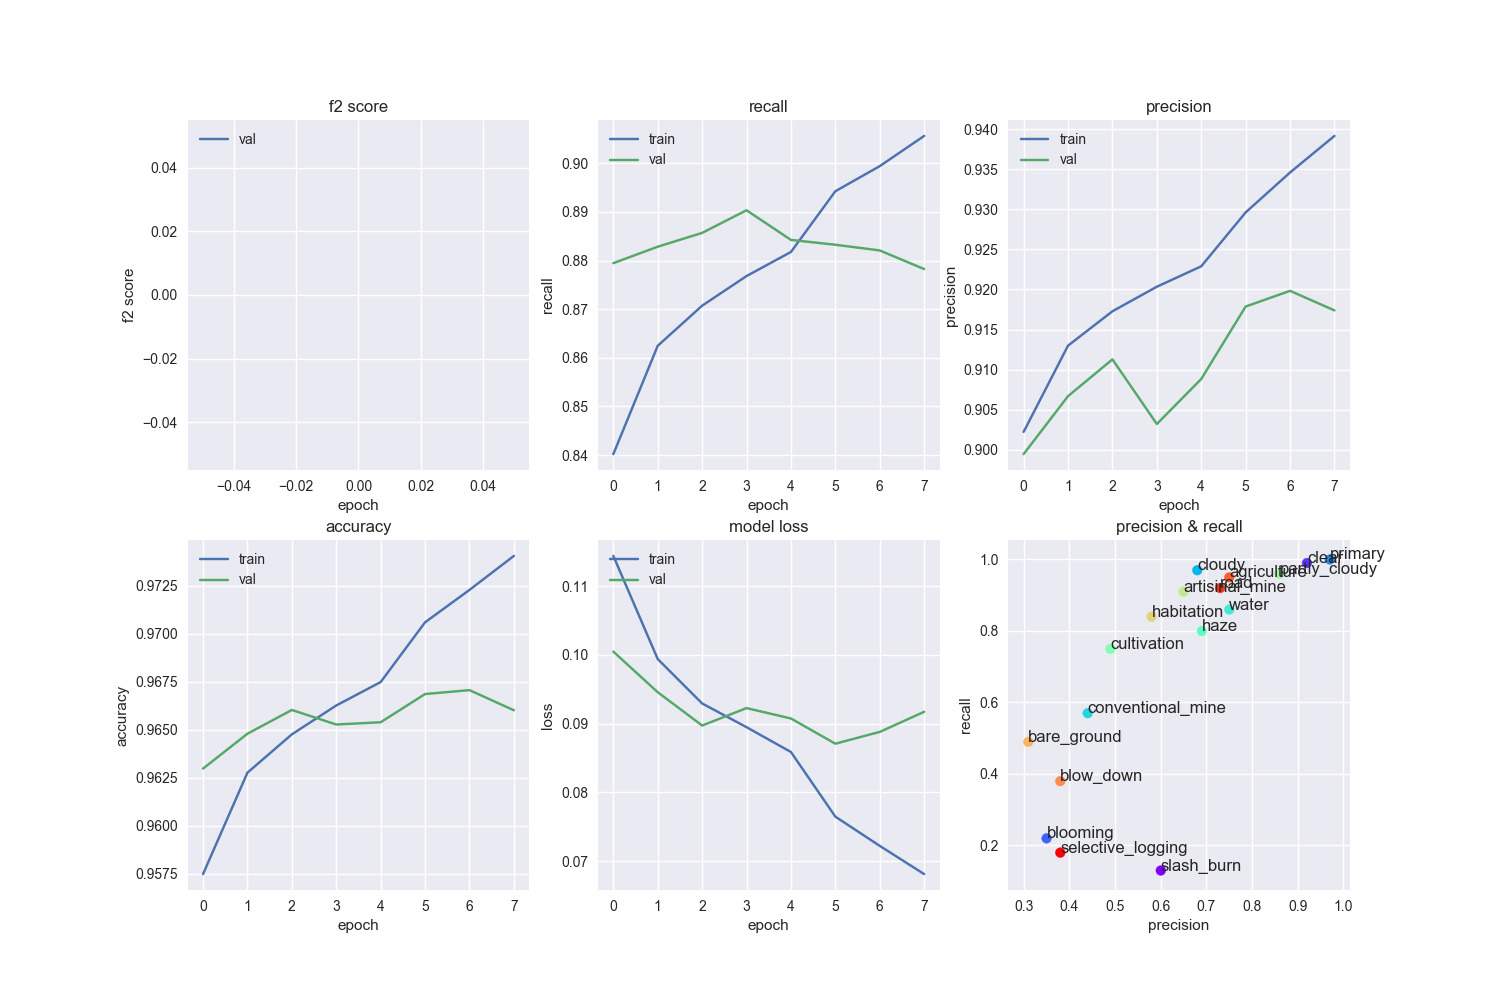 f2 score
val
0.04
0.02
0.00
−0.02
−0.04
f2 score
−0.04 −0.02 0.00 0.02 0.04
epoch
recall
train
val
0.90
0.89
0.88
0.87
0.86
0.85
0.84
recall
0 1 2 3 4 5 6 7
epoch
precision
train
val
0.940
0.935
0.930
0.925
0.920
0.915
0.910
0.905
0.900
precision
0 1 2 3 4 5 6 7
epoch
accuracy
train
val
0.9725
0.9700
0.9675
0.9650
0.9625
0.9600
0.9575
accuracy
0 1 2 3 4 5 6 7
epoch
model loss
train
val
0.11
0.10
0.09
0.08
0.07
loss
0 1 2 3 4 5 6 7
epoch
precision & recall
1.0
0.8
0.6
0.4
0.2
recall
primary
clear
partly_cloudy
cloudy
agriculture
road
artisinal_mine
water
habitation
haze
cultivation
conventional_mine
bare_ground
blow_down
blooming
selective_logging
slash_burn
0.3 0.4 0.5 0.6 0.7 0.8 0.9 1.0
precision